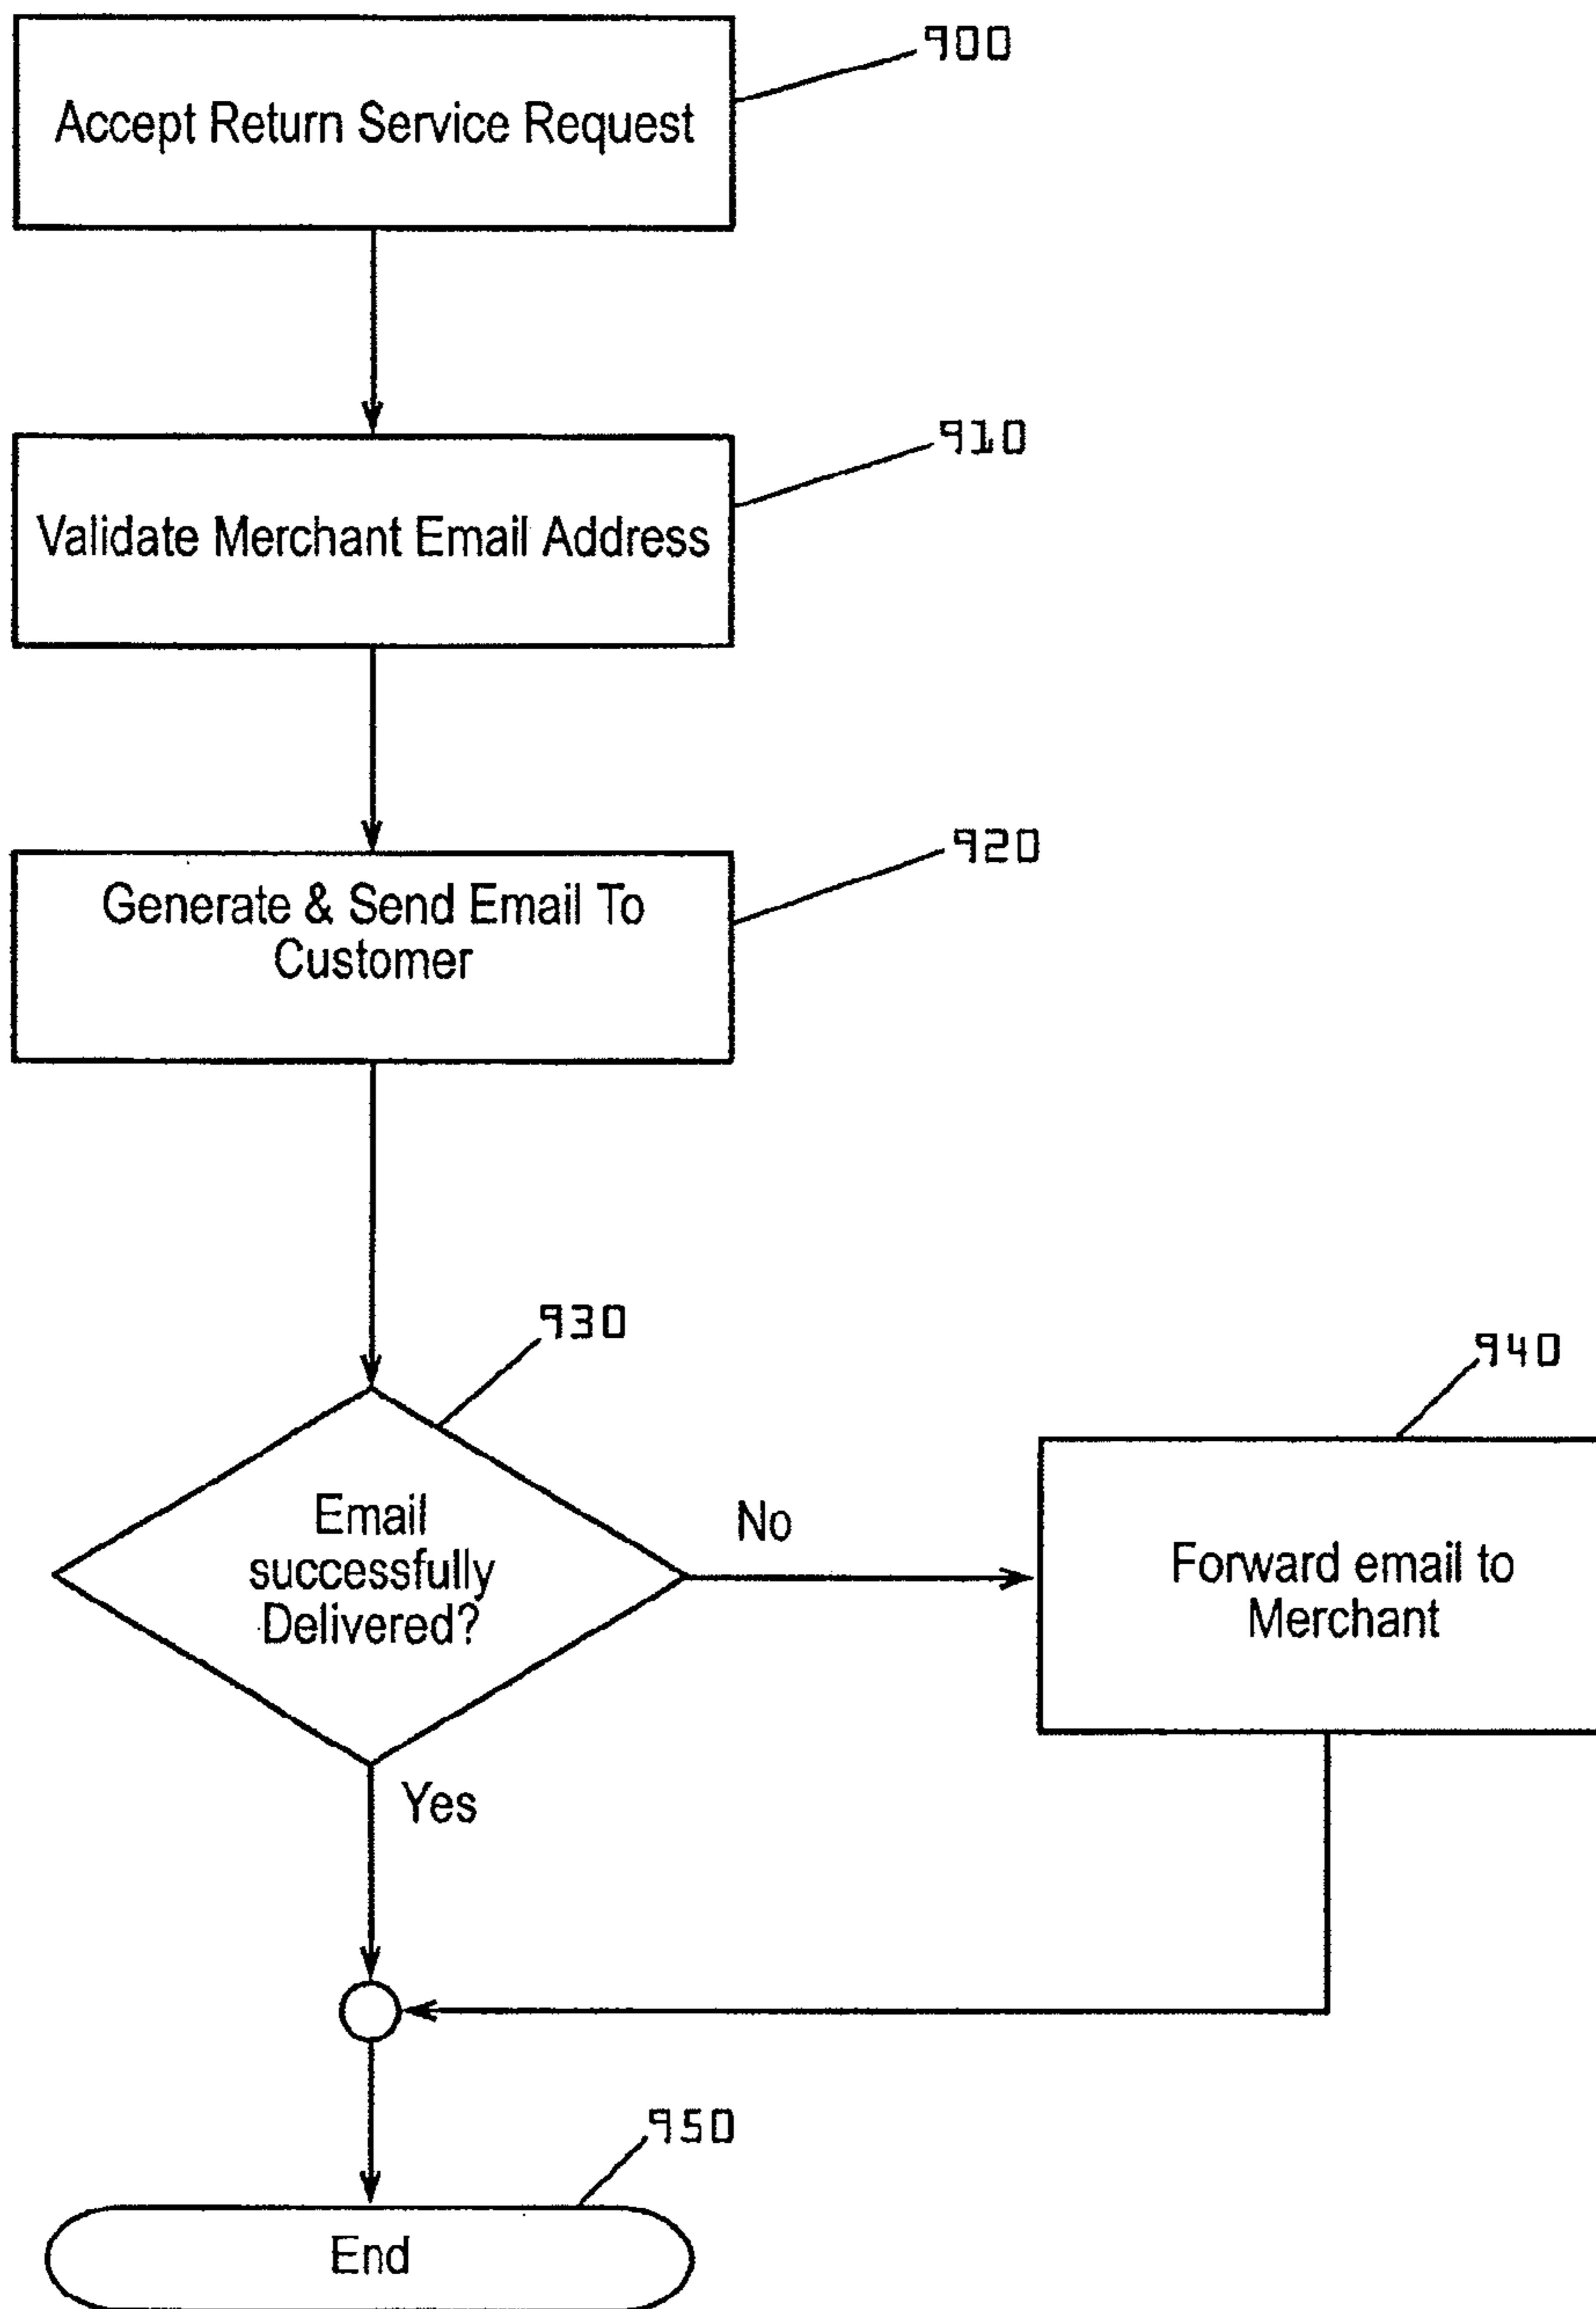 900
Accept Return Service Request
910
Validate Merchant Email Address
920
Generate & Send Email To
Customer
930
940
Email
successfully
Delivered?
No
Forward email to
Merchant
Yes
950
End